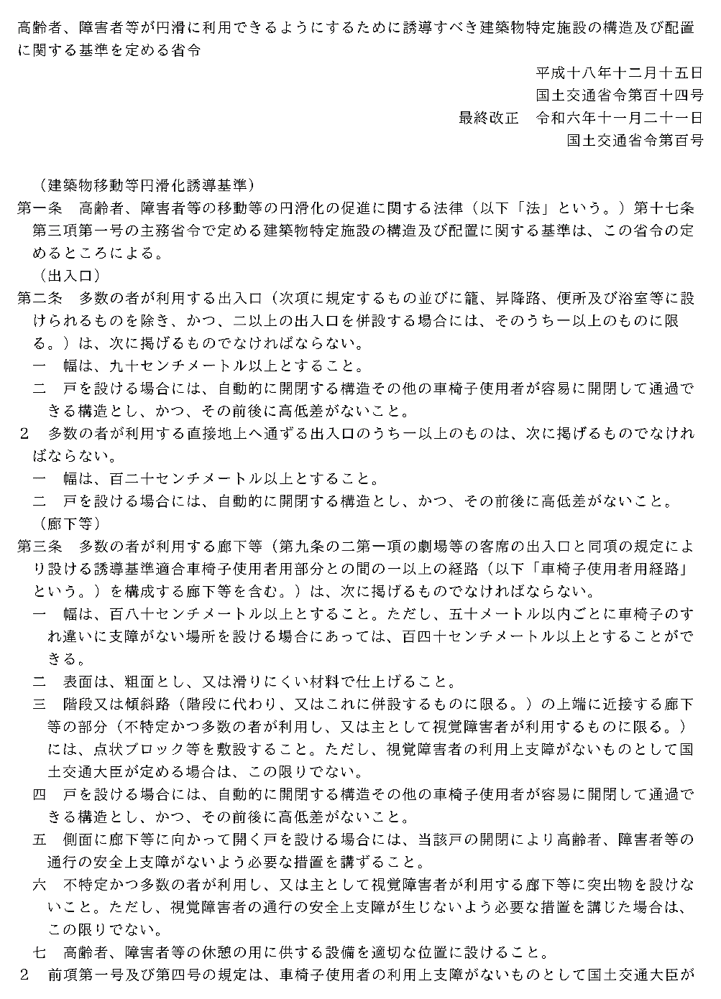 高齢者、障害者等が円滑に利用できるようにするために誘導すべき建築物特定施設の構造及び配置
に関する基準を定める省令
平成十八年十二月十五日
国土交通省令第百十四号
最終改正　令和六年十一月二十一日
国土交通省令第百号
（建築物移動等円滑化誘導基準）
第一条　高齢者、障害者等の移動等の円滑化の促進に関する法律（以下「法」という。）第十七条
第三項第一号の主務省令で定める建築物特定施設の構造及び配置に関する基準は、この省令の定
めるところによる。
（出入口）
第二条　多数の者が利用する出入口（次項に規定するもの並びに籠、昇降路、便所及び浴室等に設
けられるものを除き、かつ、二以上の出入口を併設する場合には、そのうち一以上のものに限
る。）は、次に掲げるものでなければならない。
一　幅は、九十センチメートル以上とすること。
二　戸を設ける場合には、自動的に開閉する構造その他の車椅子使用者が容易に開閉して通過で
きる構造とし、かつ、その前後に高低差がないこと。
２　多数の者が利用する直接地上へ通ずる出入口のうち一以上のものは、次に掲げるものでなけれ
ばならない。
一　幅は、百二十センチメートル以上とすること。
二　戸を設ける場合には、自動的に開閉する構造とし、かつ、その前後に高低差がないこと。
（廊下等）
第三条　多数の者が利用する廊下等（第九条の二第一項の劇場等の客席の出入口と同項の規定によ
り設ける誘導基準適合車椅子使用者用部分との間の一以上の経路（以下「車椅子使用者用経路」
という。）を構成する廊下等を含む。）は、次に掲げるものでなければならない。
一　幅は、百八十センチメートル以上とすること。ただし、五十メートル以内ごとに車椅子のす
れ違いに支障がない場所を設ける場合にあっては、百四十センチメートル以上とすることがで
きる。
二　表面は、粗面とし、又は滑りにくい材料で仕上げること。
三　階段又は傾斜路（階段に代わり、又はこれに併設するものに限る。）の上端に近接する廊下
等の部分（不特定かつ多数の者が利用し、又は主として視覚障害者が利用するものに限る。）
には、点状ブロック等を敷設すること。ただし、視覚障害者の利用上支障がないものとして国
土交通大臣が定める場合は、この限りでない。
四　戸を設ける場合には、自動的に開閉する構造その他の車椅子使用者が容易に開閉して通過で
きる構造とし、かつ、その前後に高低差がないこと。
五　側面に廊下等に向かって開く戸を設ける場合には、当該戸の開閉により高齢者、障害者等の
通行の安全上支障がないよう必要な措置を講ずること。
六　不特定かつ多数の者が利用し、又は主として視覚障害者が利用する廊下等に突出物を設けな
いこと。ただし、視覚障害者の通行の安全上支障が生じないよう必要な措置を講じた場合は、
この限りでない。
七　高齢者、障害者等の休憩の用に供する設備を適切な位置に設けること。
２　前項第一号及び第四号の規定は、車椅子使用者の利用上支障がないものとして国土交通大臣が